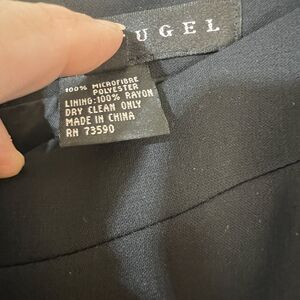 UGEL
100% MICROFIBRE
POLYESTER
LINING:100% RAYON
DRY CLEAN ONLY
MADE IN CHINA
RN 73590